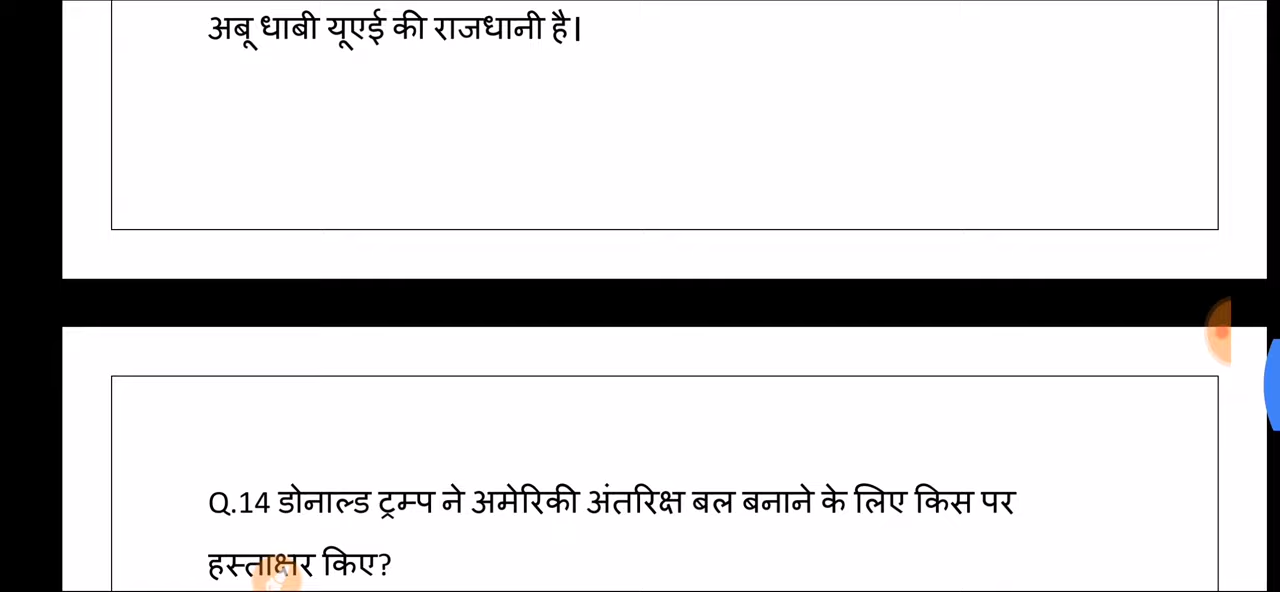 अबू धाबी यूएई की राजधानी है।
Q.14 डोनाल्ड ट्रम्प ने अमेरिकी अंतरिक्ष बल बनाने के लिए किस पर
हस्ताक्षर किए?